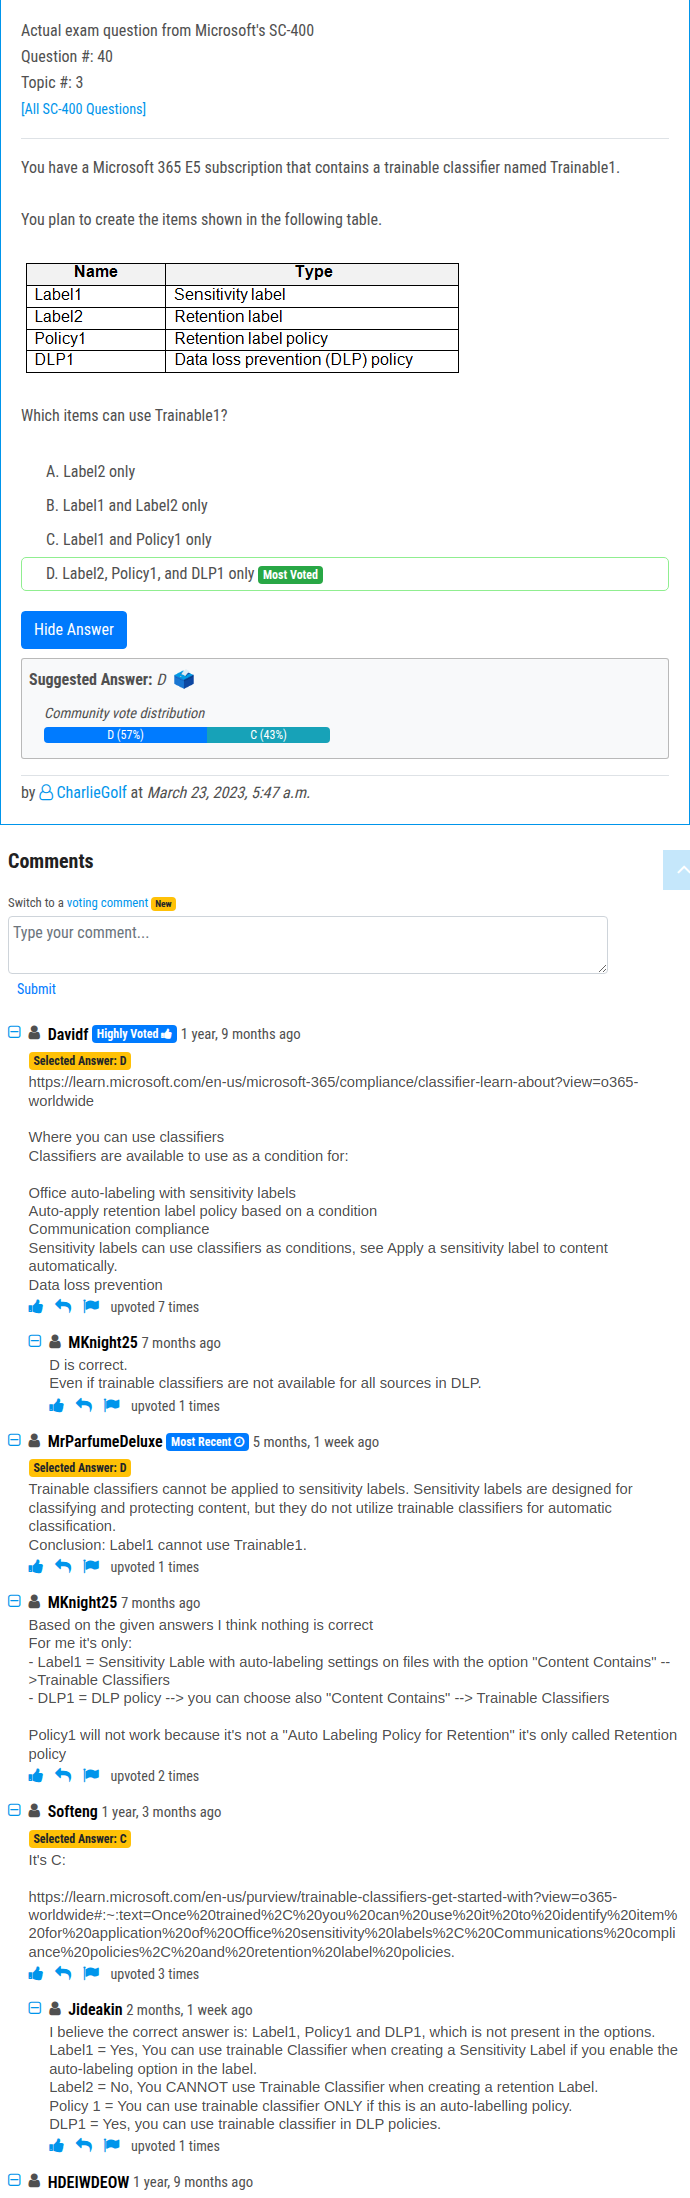 Actual exam question from Microsoft's SC-400
Question #: 40
Topic #: 3
[All SC-400 Questions]
You have a Microsoft 365 E5 subscription that contains a trainable classifier named Trainable1.
You plan to create the items shown in the following table.
Name Type
Label1 Sensitivity label
Label2 Retention label
Policy1 Retention label policy
DLP1 Data loss prevention (DLP) policy
Which items can use Trainable1?
A. Label2 only
B. Label1 and Label2 only
C. Label1 and Policy1 only
D. Label2, Policy1, and DLP1 only Most Voted
Hide Answer
Suggested Answer: D
Community vote distribution
D (57%) C (43%)
by CharlieGolf at March 23, 2023, 5:47 a.m.
Comments
Switch to a voting comment New
Type your comment...
Submit
Davidf Highly Voted 1 year, 9 months ago
Selected Answer: D
https://learn.microsoft.com/en-us/microsoft-365/compliance/classifier-learn-about?view=o365-
worldwide
Where you can use classifiers
Classifiers are available to use as a condition for:
Office auto-labeling with sensitivity labels
Auto-apply retention label policy based on a condition
Communication compliance
Sensitivity labels can use classifiers as conditions, see Apply a sensitivity label to content
automatically.
Data loss prevention
upvoted 7 times
MKnight25 7 months ago
D is correct.
Even if trainable classifiers are not available for all sources in DLP.
upvoted 1 times
MrParfumeDeluxe Most Recent 5 months, 1 week ago
Selected Answer: D
Trainable classifiers cannot be applied to sensitivity labels. Sensitivity labels are designed for
classifying and protecting content, but they do not utilize trainable classifiers for automatic
classification.
Conclusion: Label1 cannot use Trainable1.
upvoted 1 times
MKnight25 7 months ago
Based on the given answers I think nothing is correct
For me it's only:
- Label1 = Sensitivity Lable with auto-labeling settings on files with the option "Content Contains" --
>Trainable Classifiers
- DLP1 = DLP policy --> you can choose also "Content Contains" --> Trainable Classifiers
Policy1 will not work because it's not a "Auto Labeling Policy for Retention" it's only called Retention
policy
upvoted 2 times
Softeng 1 year, 3 months ago
Selected Answer: C
It's C:
https://learn.microsoft.com/en-us/purview/trainable-classifiers-get-started-with?view=o365-
worldwide#:~:text=Once%20trained%2C%20you%20can%20use%20it%20to%20identify%20item%
20for%20application%20of%20Office%20sensitivity%20labels%2C%20Communications%20compli
ance%20policies%2C%20and%20retention%20label%20policies.
upvoted 3 times
Jideakin 2 months, 1 week ago
I believe the correct answer is: Label1, Policy1 and DLP1, which is not present in the options.
Label1 = Yes, You can use trainable Classifier when creating a Sensitivity Label if you enable the
auto-labeling option in the label.
Label2 = No, You CANNOT use Trainable Classifier when creating a retention Label.
Policy 1 = You can use trainable classifier ONLY if this is an auto-labelling policy.
DLP1 = Yes, you can use trainable classifier in DLP policies.
upvoted 1 times
HDEIWDEOW 1 year, 9 months ago